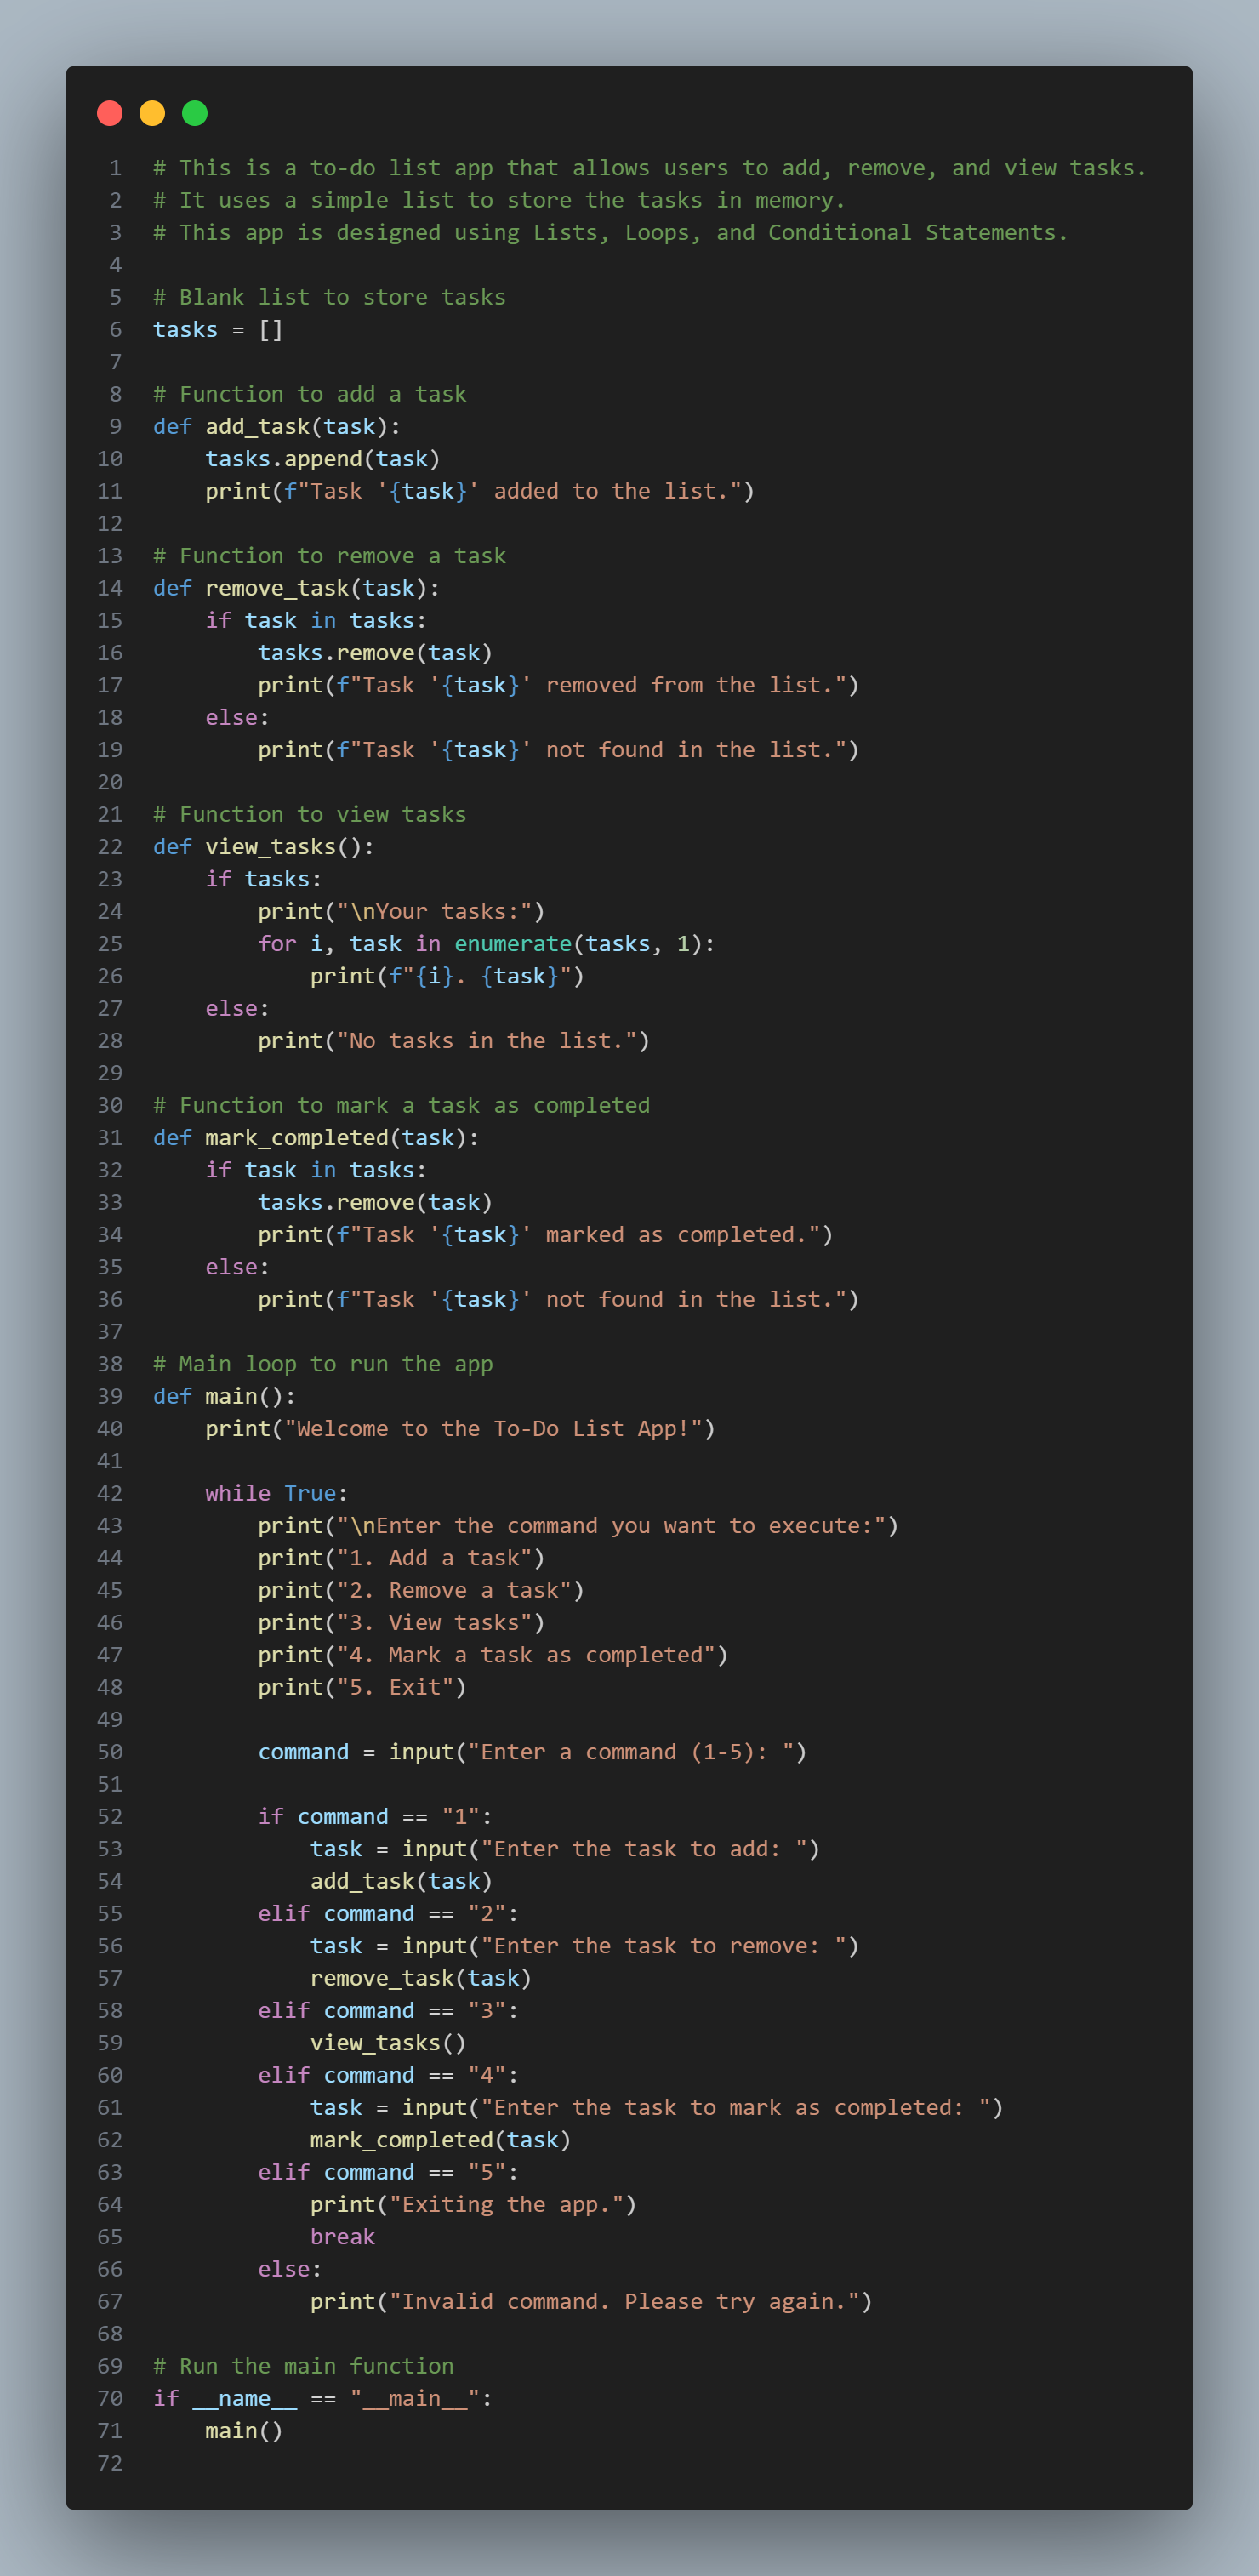 1 # This is a to-do list app that allows users to add, remove, and view tasks.
2 # It uses a simple list to store the tasks in memory.
3 # This app is designed using Lists, Loops, and Conditional Statements.
4
5 # Blank list to store tasks
6 tasks = []
7
8 # Function to add a task
9 def add_task(task):
10     tasks.append(task)
11     print(f"Task '{task}' added to the list.")
12
13 # Function to remove a task
14 def remove_task(task):
15     if task in tasks:
16         tasks.remove(task)
17         print(f"Task '{task}' removed from the list.")
18     else:
19         print(f"Task '{task}' not found in the list.")
20
21 # Function to view tasks
22 def view_tasks():
23     if tasks:
24         print("\nYour tasks:")
25         for i, task in enumerate(tasks, 1):
26             print(f"{i}. {task}")
27     else:
28         print("No tasks in the list.")
29
30 # Function to mark a task as completed
31 def mark_completed(task):
32     if task in tasks:
33         tasks.remove(task)
34         print(f"Task '{task}' marked as completed.")
35     else:
36         print(f"Task '{task}' not found in the list.")
37
38 # Main loop to run the app
39 def main():
40     print("Welcome to the To-Do List App!")
41
42     while True:
43         print("\nEnter the command you want to execute:")
44         print("1. Add a task")
45         print("2. Remove a task")
46         print("3. View tasks")
47         print("4. Mark a task as completed")
48         print("5. Exit")
49
50         command = input("Enter a command (1-5): ")
51
52         if command == "1":
53             task = input("Enter the task to add: ")
54             add_task(task)
55         elif command == "2":
56             task = input("Enter the task to remove: ")
57             remove_task(task)
58         elif command == "3":
59             view_tasks()
60         elif command == "4":
61             task = input("Enter the task to mark as completed: ")
62             mark_completed(task)
63         elif command == "5":
64             print("Exiting the app.")
65             break
66         else:
67             print("Invalid command. Please try again.")
68
69 # Run the main function
70 if __name__ == "__main__":
71     main()
72